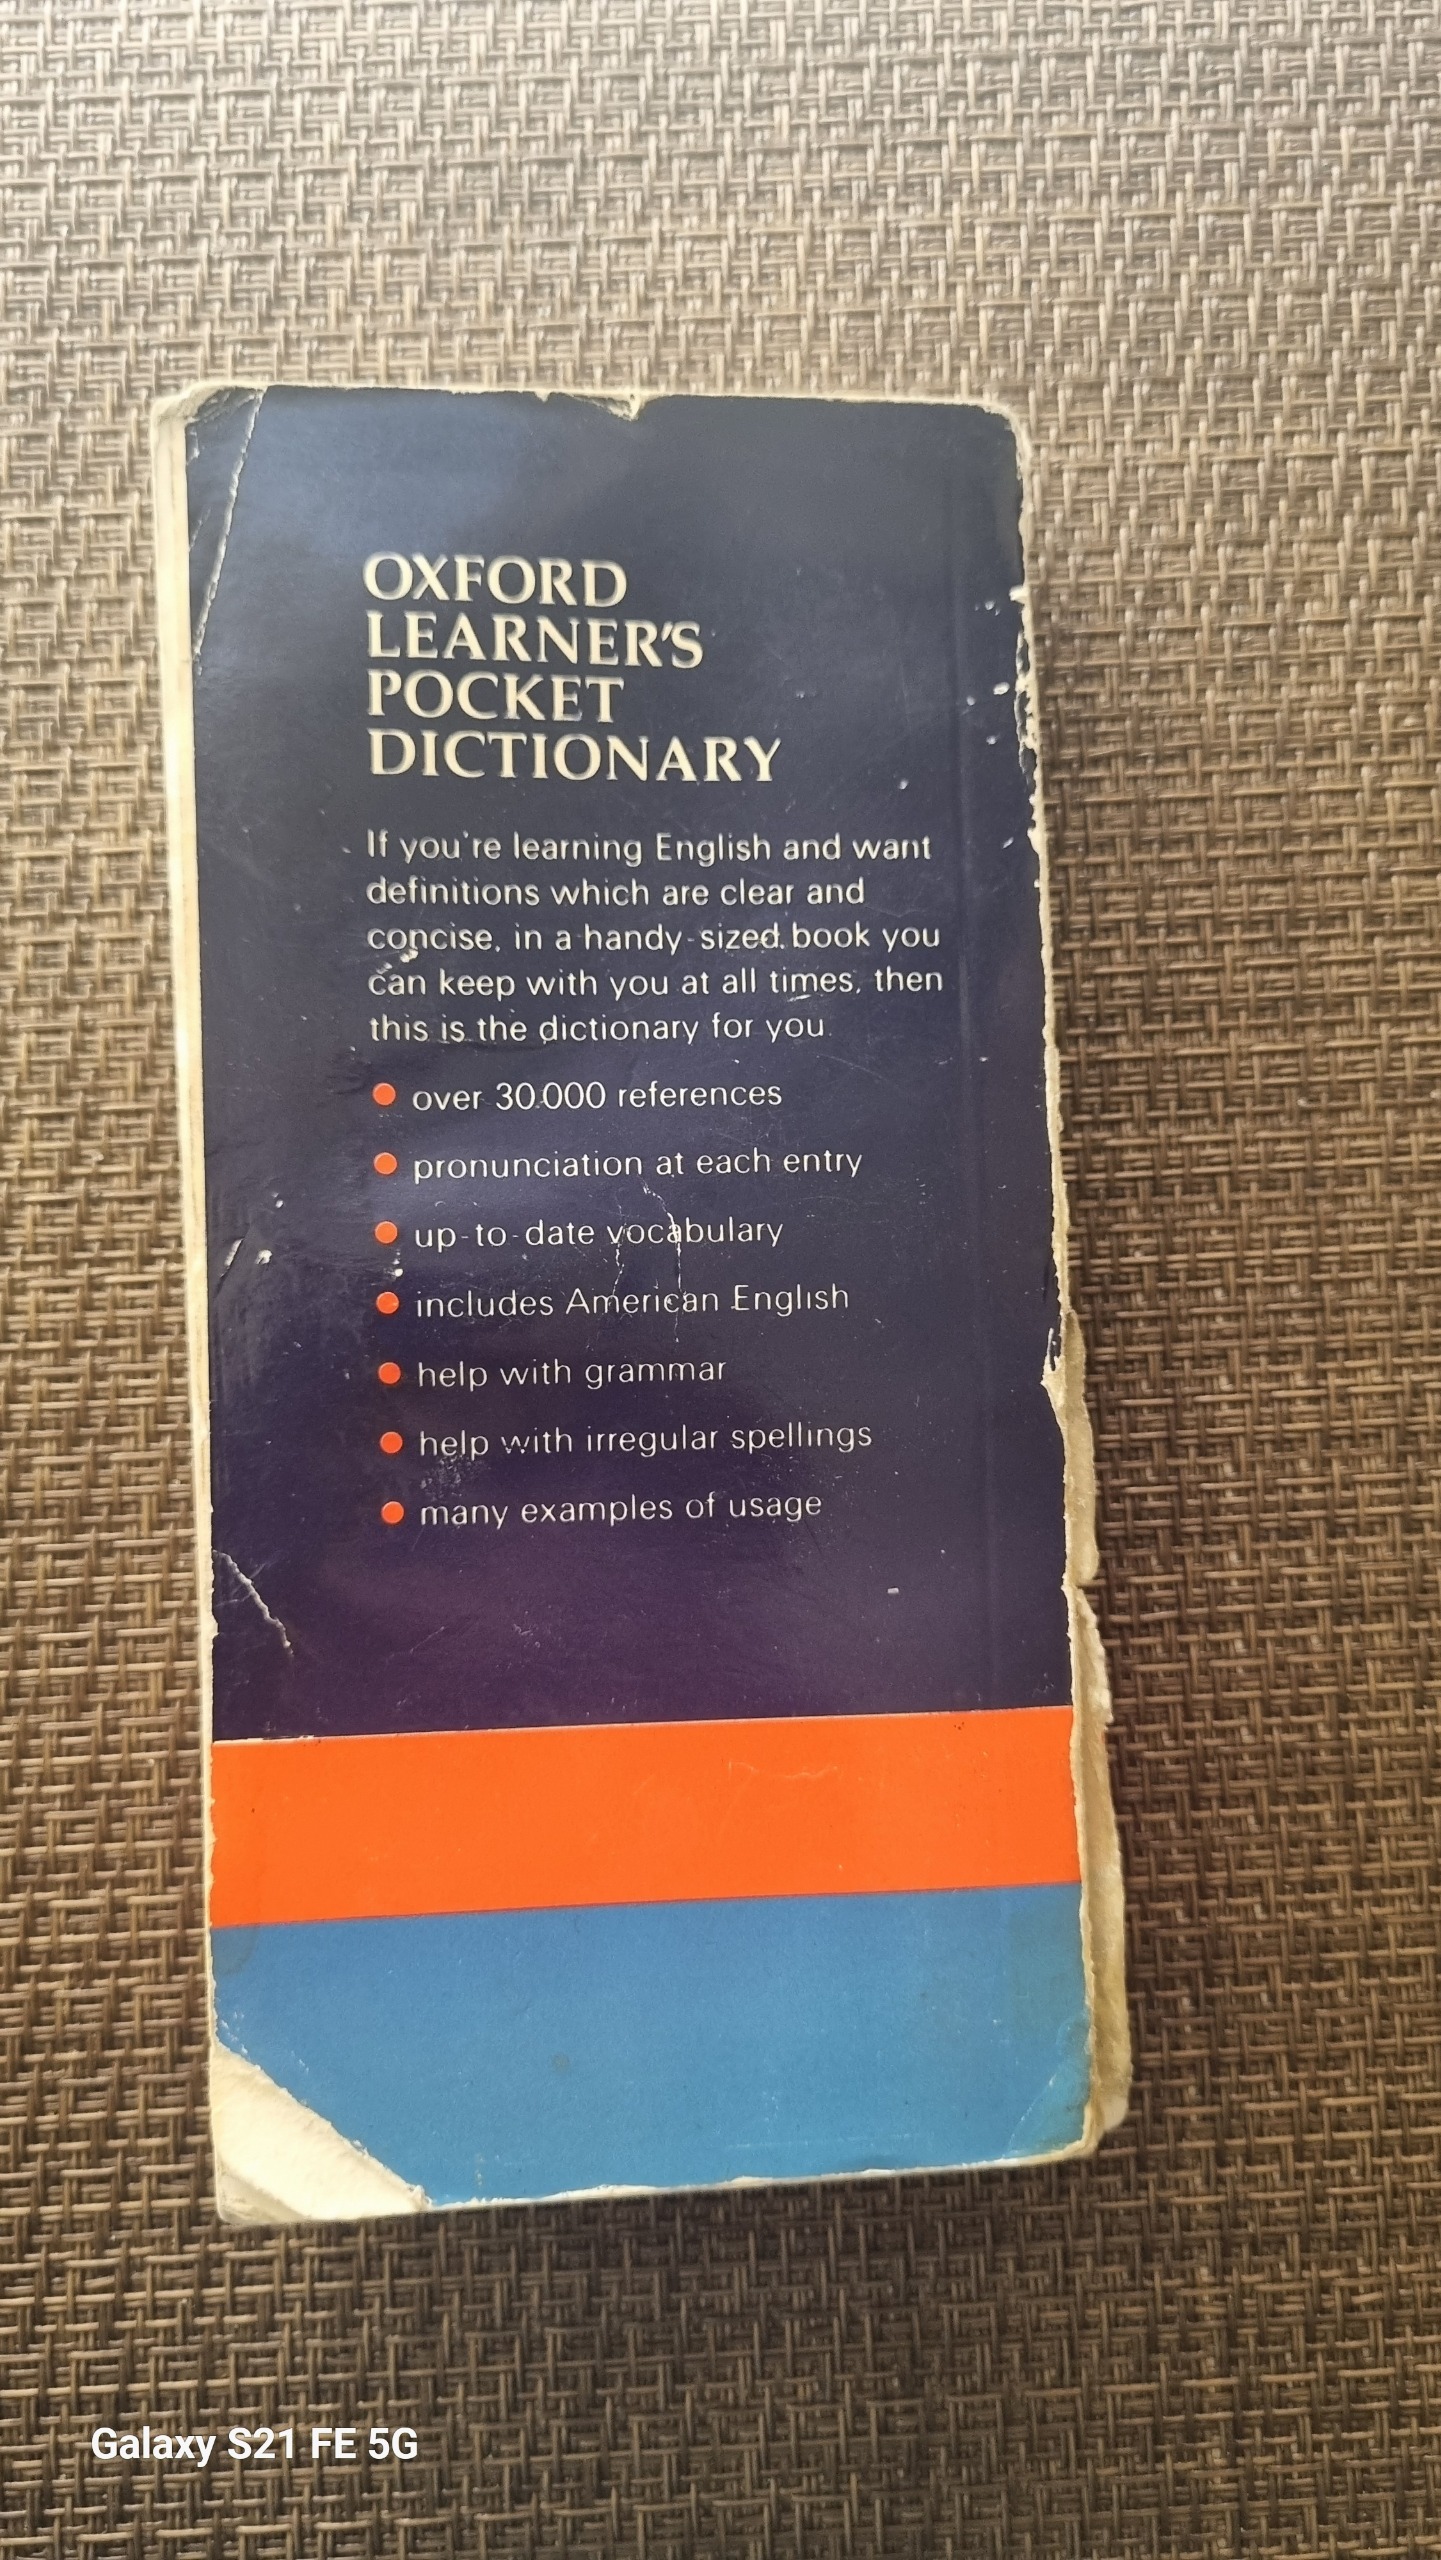 OXFORD
LEARNER'S
POCKET
DICTIONARY
If you're learning English and want
definitions which are clear and
concise, in a handy-sized book you
can keep with you at all times, then
this is the dictionary for you.
over 30.000 references
pronunciation at each entry
up-to-date vocabulary
includes American English
help with grammar
help with irregular spellings
many examples of usage
Galaxy S21 FE 5G